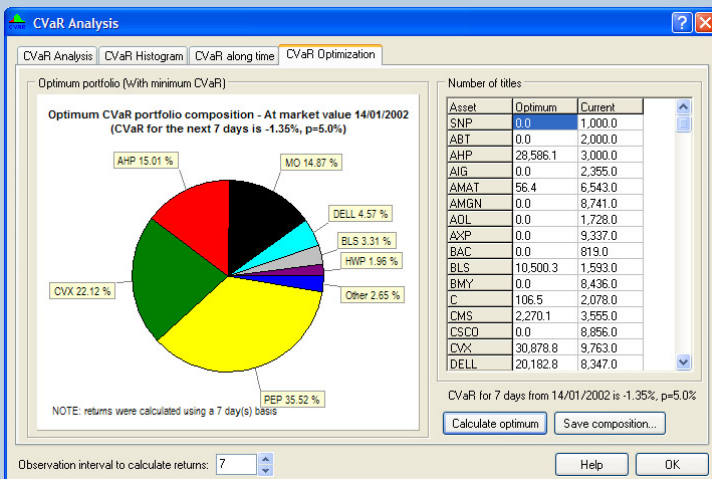 CVaR Analysis
CVaR Analysis CVaR Histogram CVaR along time CVaR Optimization
Optimum portfolio (With minimum CVaR)
Optimum CVaR portfolio composition - At market value 14/01/2002
(CVaR for the next 7 days is -1.35%, p=5.0%)
AHP 15.01 %
MO 14.87 %
DELL 4.57 %
BLS 3.31 %
HWP 1.96 %
Other 2.65 %
CVX 22.12 %
PEP 35.52 %
NOTE: returns were calculated using a 7 day(s) basis
Number of titles
Asset Optimum Current
SNP 0.0 1,000.0
ABT 0.0 2,000.0
AHP 28,586.1 3,000.0
AIG 0.0 2,355.0
AMAT 56.4 6,543.0
AMGN 0.0 8,741.0
AOL 0.0 1,728.0
AXP 0.0 9,337.0
BAC 0.0 819.0
BLS 10,500.3 1,593.0
BMY 0.0 8,436.0
C 106.5 2,078.0
CMS 2,270.1 3,555.0
CSCO 0.0 8,856.0
CVX 30,878.8 9,763.0
DELL 20,182.8 8,347.0
CVaR for 7 days from 14/01/2002 is -1.35%, p=5.0%
Calculate optimum Save composition...
Observation interval to calculate returns: 7
Help OK